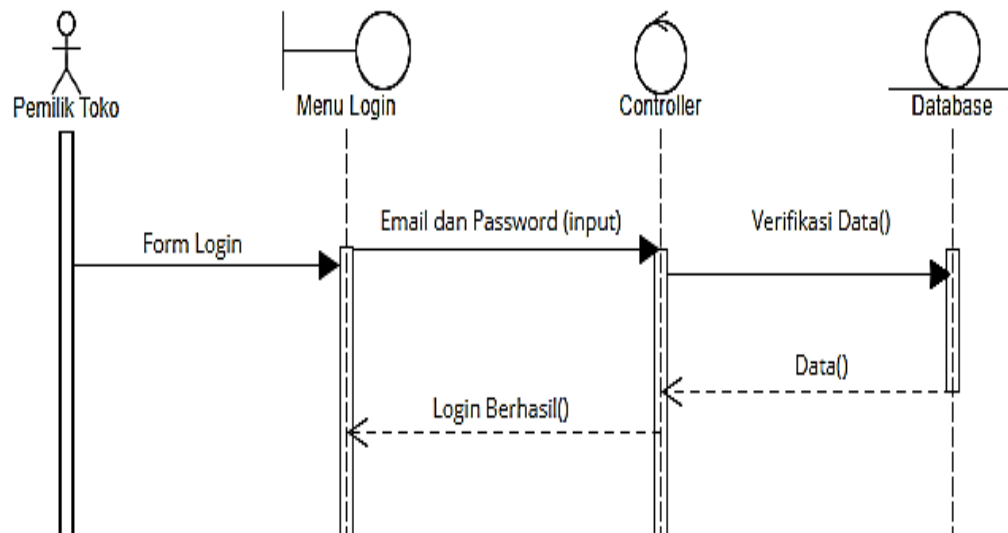 Pemilik Toko
Menu Login
Controller
Database
Form Login
Email dan Password (input)
Verifikasi Data()
Data()
Login Berhasil()